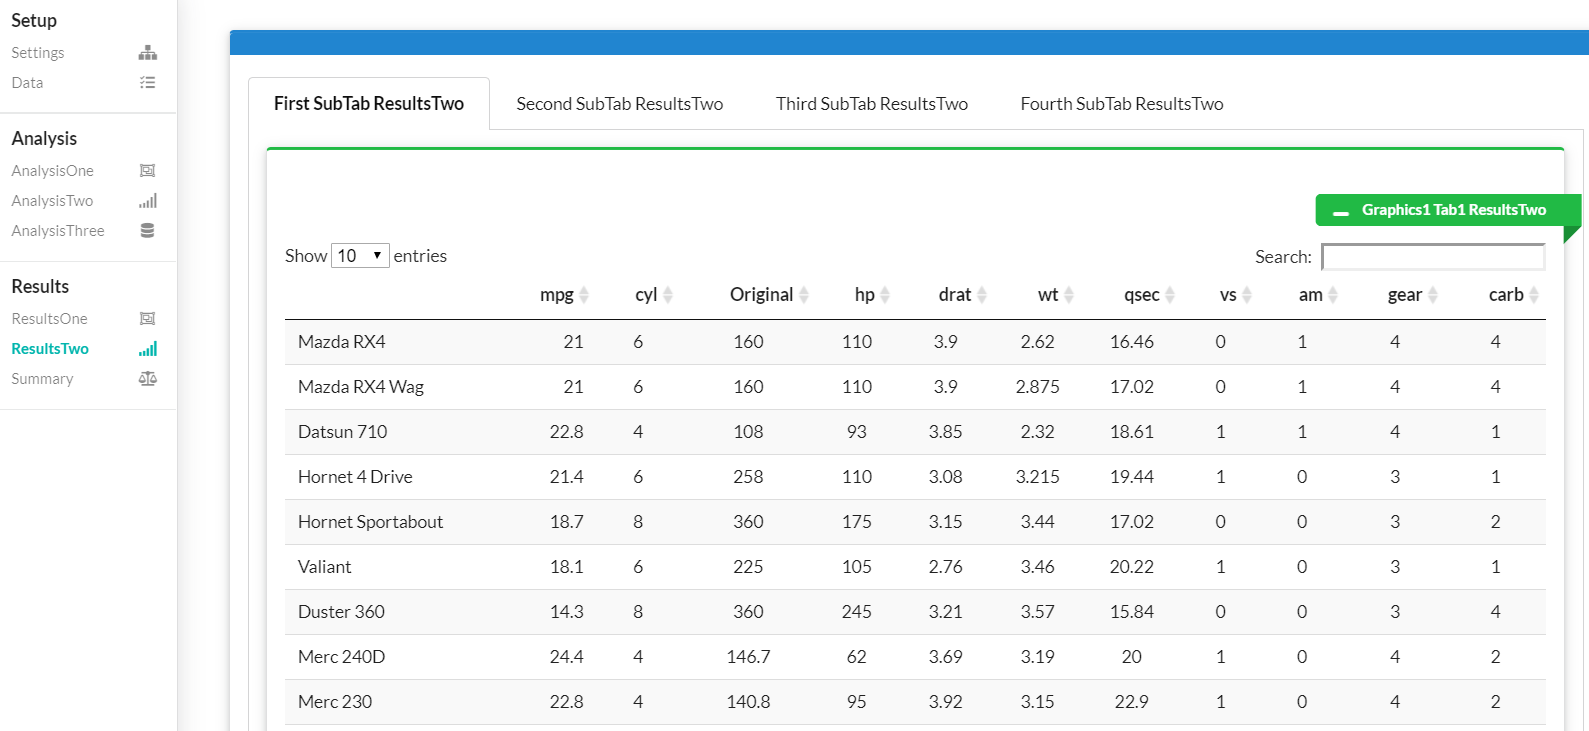 Setup
Settings
Data
Analysis
AnalysisOne
AnalysisTwo
AnalysisThree
Results
ResultsOne
ResultsTwo
Summary
First SubTab ResultsTwo Second SubTab ResultsTwo Third SubTab ResultsTwo Fourth SubTab ResultsTwo
Graphics1 Tab1 ResultsTwo
Show 10 entries Search:
mpg cyl Original hp drat wt qsec vs am gear carb
Mazda RX4 21 6 160 110 3.9 2.62 16.46 0 1 4 4
Mazda RX4 Wag 21 6 160 110 3.9 2.875 17.02 0 1 4 4
Datsun 710 22.8 4 108 93 3.85 2.32 18.61 1 1 4 1
Hornet 4 Drive 21.4 6 258 110 3.08 3.215 19.44 1 0 3 1
Hornet Sportabout 18.7 8 360 175 3.15 3.44 17.02 0 0 3 2
Valiant 18.1 6 225 105 2.76 3.46 20.22 1 0 3 1
Duster 360 14.3 8 360 245 3.21 3.57 15.84 0 0 3 4
Merc 240D 24.4 4 146.7 62 3.69 3.19 20 1 0 4 2
Merc 230 22.8 4 140.8 95 3.92 3.15 22.9 1 0 4 2